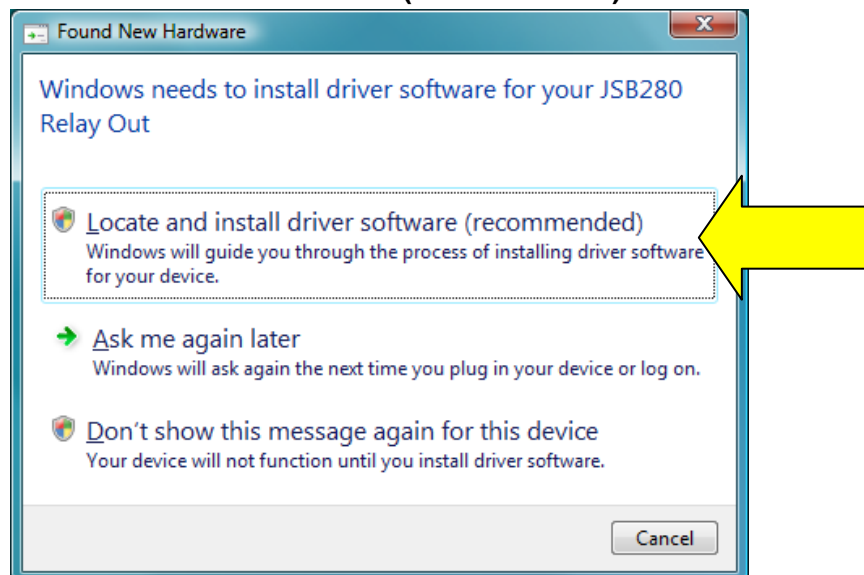 Found New Hardware
Windows needs to install driver software for your JSB280
Relay Out
Locate and install driver software (recommended)
Windows will guide you through the process of installing driver software
for your device.
Ask me again later
Windows will ask again the next time you plug in your device or log on.
Don't show this message again for this device
Your device will not function until you install driver software.
Cancel